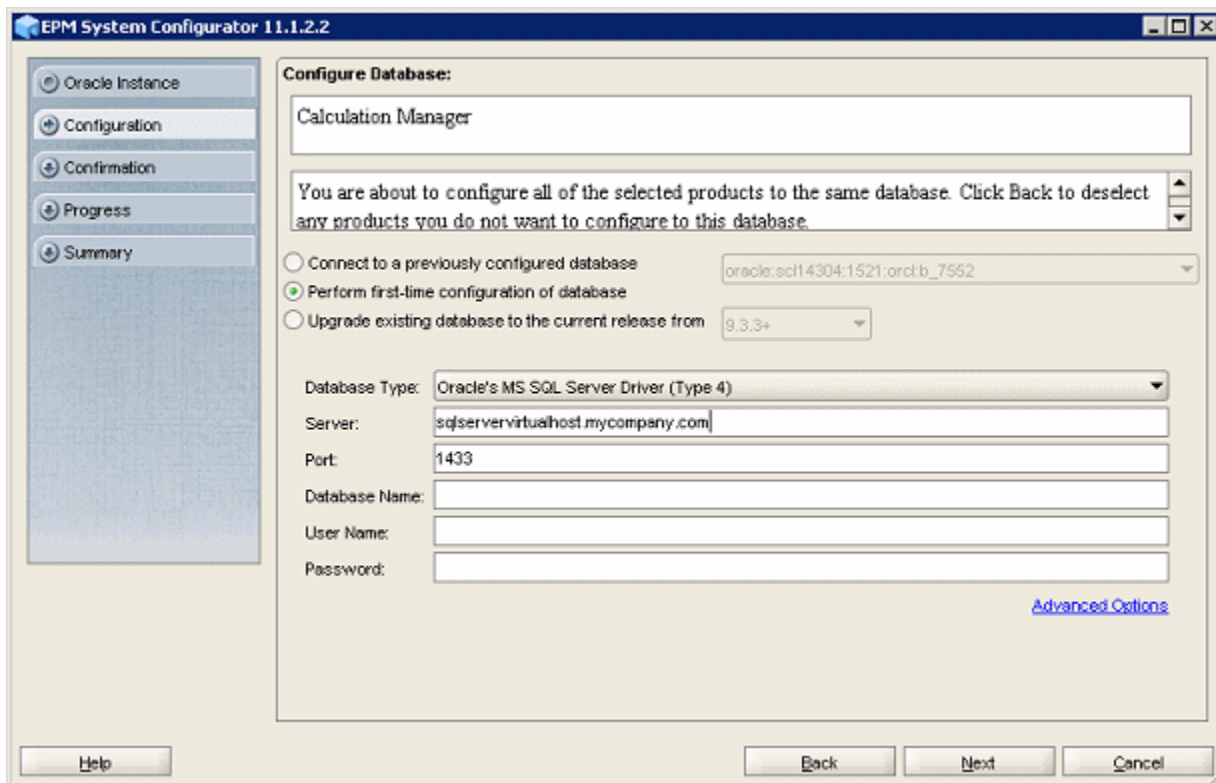 EPM System Configurator 11.1.2.2
Oracle Instance
Configuration
Confirmation
Progress
Summary
Configure Database:
Calculation Manager
You are about to configure all of the selected products to the same database. Click Back to deselect
any products you do not want to configure to this database.
Connect to a previously configured database
oracle:scl14304:1521:orcl:b_7552
Perform first-time configuration of database
Upgrade existing database to the current release from
9.3.3+
Database Type:
Oracle's MS SQL Server Driver (Type 4)
Server:
sqlservervirtualhost.mycompany.com
Port:
1433
Database Name:
User Name:
Password:
Advanced Options
Help
Back
Next
Cancel